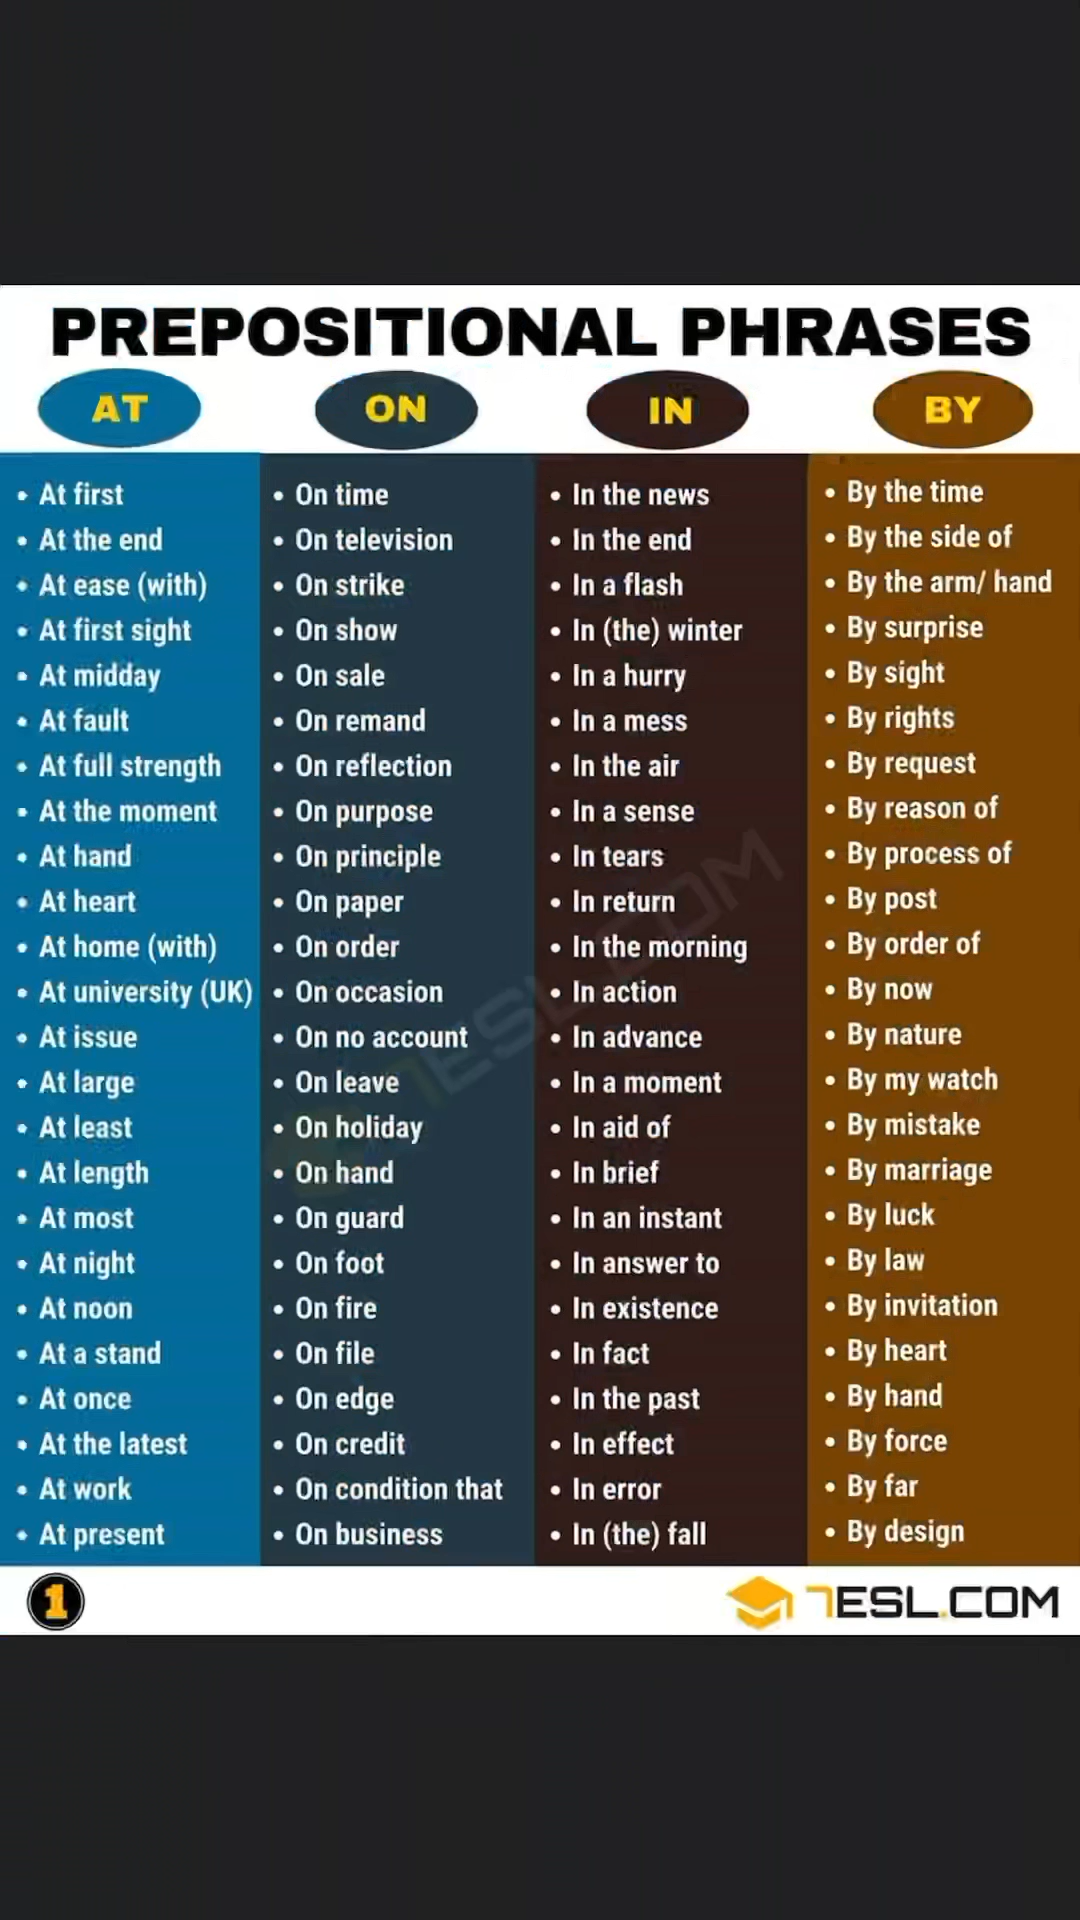 PREPOSITIONAL PHRASES
AT
At first
At the end
At ease (with)
At first sight
At midday
At fault
At full strength
At the moment
At hand
At heart
At home (with)
At university (UK)
At issue
At large
At least
At length
At most
At night
At noon
At a stand
At once
At the latest
At work
At present
ON
On time
On television
On strike
On show
On sale
On remand
On reflection
On purpose
On principle
On paper
On order
On occasion
On no account
On leave
On holiday
On hand
On guard
On foot
On fire
On file
On edge
On credit
On condition that
On business
IN
In the news
In the end
In a flash
In (the) winter
In a hurry
In a mess
In the air
In a sense
In tears
In return
In the morning
In action
In advance
In a moment
In aid of
In brief
In an instant
In answer to
In existence
In fact
In the past
In effect
In error
In (the) fall
BY
By the time
By the side of
By the arm/ hand
By surprise
By sight
By rights
By request
By reason of
By process of
By post
By order of
By now
By nature
By my watch
By mistake
By marriage
By luck
By law
By invitation
By heart
By hand
By force
By far
By design
7ESL.COM
1
7ESL.COM